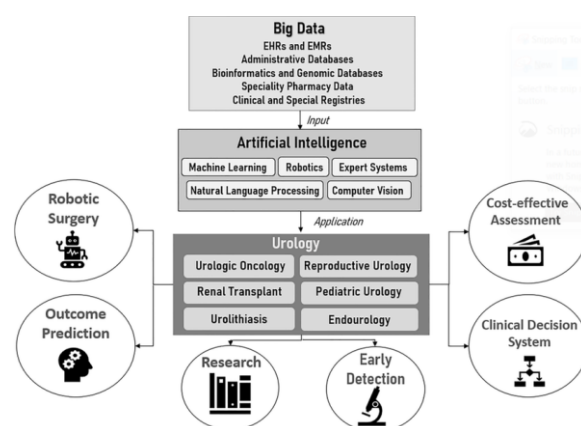 Big Data
EHRs and EMRs
Administrative Databases
Bioinformatics and Genomic Databases
Speciality Pharmacy Data
Clinical and Special Registries
Input
Artificial Intelligence
Machine Learning
Robotics
Expert Systems
Natural Language Processing
Computer Vision
Application
Urology
Urologic Oncology
Reproductive Urology
Renal Transplant
Pediatric Urology
Urolithiasis
Endourology
Robotic
Surgery
Cost-effective
Assessment
Outcome
Prediction
Clinical Decision
System
Research
Early
Detection